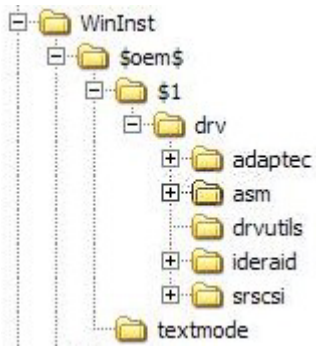 WinInst
$oem$
$1
drv
adaptec
asm
drvutils
ideraid
srscsi
textmode